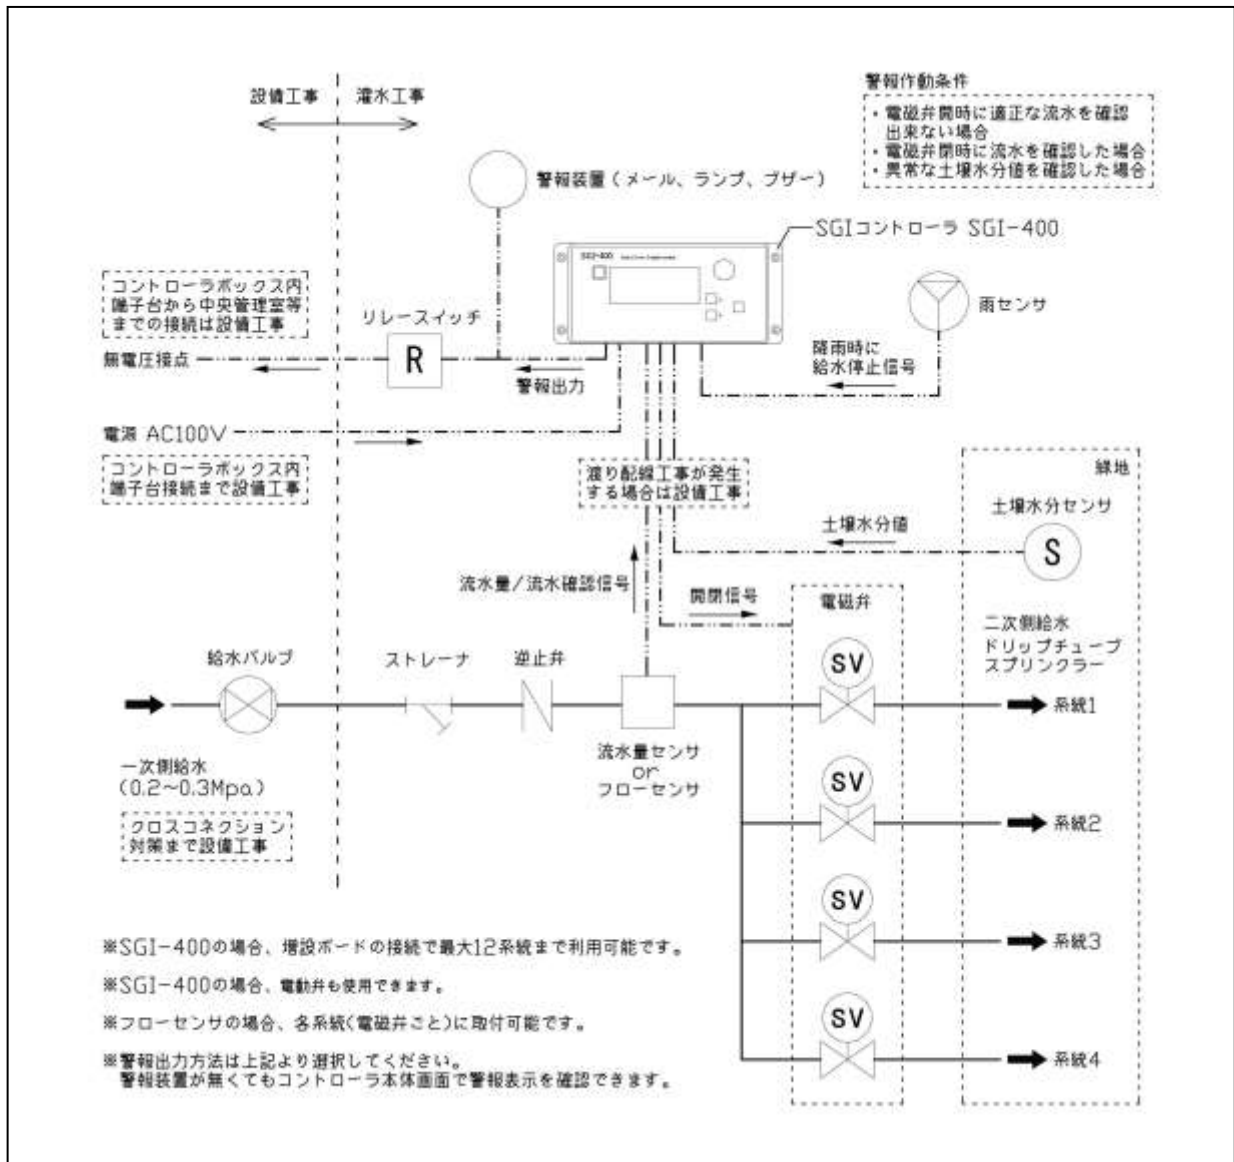 設備工事
灌水工事
警報作動条件
・電磁弁開時に適正な流水を確認
出来ない場合
・電磁弁閉時に流水を確認した場合
・異常な土壌水分値を確認した場合
警報装置(メール、ランプ、ブザー)
SGIコントローラ SGI-400
SGI-400
コントローラボックス内
端子台から中央管理室等
までの接続は設備工事
リレースイッチ
R
無電圧接点
警報出力
雨センサ
降雨時に
給水停止信号
電源 AC100V
コントローラボックス内
端子台接続まで設備工事
渡り配線工事が発生
する場合は設備工事
緑地
土壌水分センサ
S
土壌水分値
流水量/流水確認信号
開閉信号
電磁弁
二次側給水
ドリップチューブ
スプリンクラー
給水バルブ
ストレーナ
逆止弁
SV
系統1
一次側給水
(0.2~0.3Mpa)
流水量センサ
or
フローセンサ
クロスコネクション
対策まで設備工事
SV
系統2
SV
系統3
SV
系統4
※SGI-400の場合、増設ボードの接続で最大12系統まで利用可能です。
※SGI-400の場合、電動弁も使用できます。
※フローセンサの場合、各系統(電磁弁ごと)に取付可能です。
※警報出力方法は上記より選択してください。
警報装置が無くてもコントローラ本体画面で警報表示を確認できます。